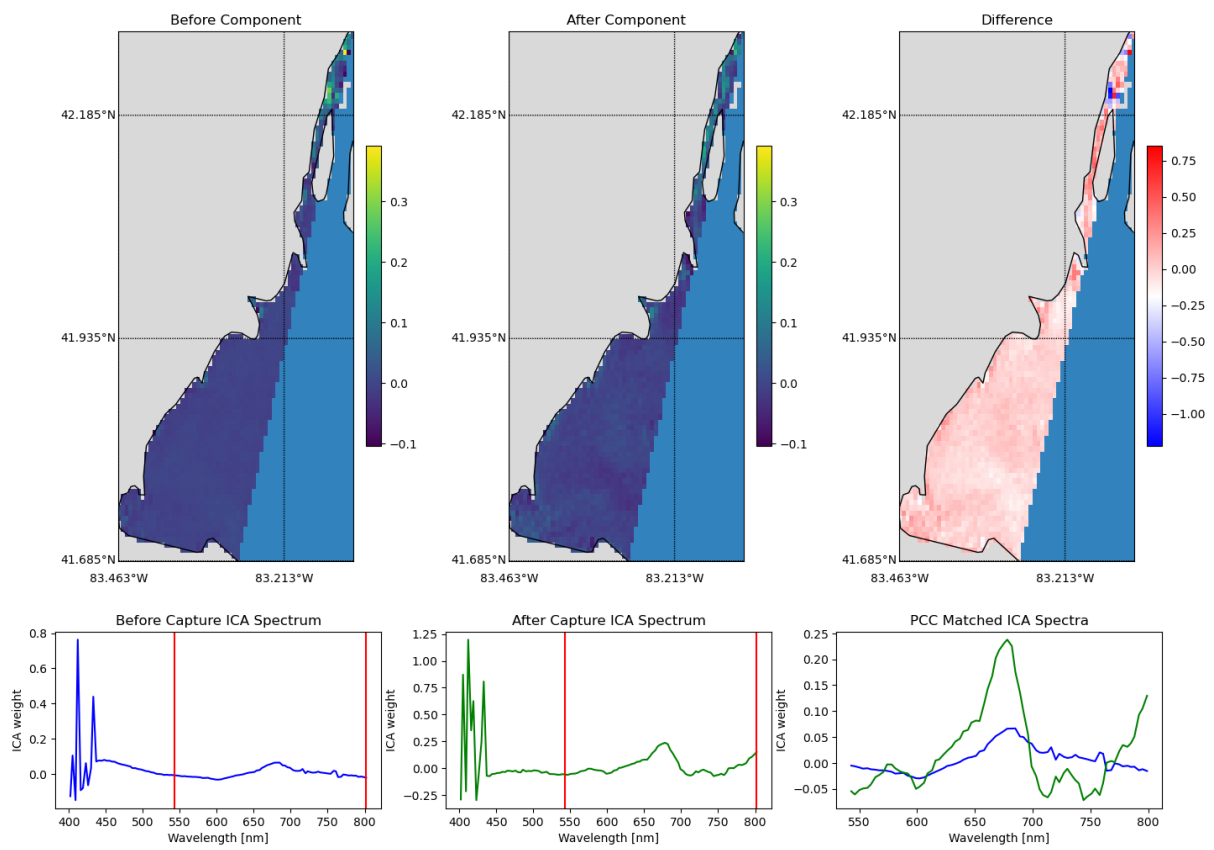 Before Component
After Component
Difference
42.185°N
41.935°N
41.685°N
83.463°W
83.213°W
0.3
0.2
0.1
0.0
−0.1
42.185°N
41.935°N
41.685°N
83.463°W
83.213°W
0.3
0.2
0.1
0.0
−0.1
42.185°N
41.935°N
41.685°N
83.463°W
83.213°W
0.75
0.50
0.25
0.00
−0.25
−0.50
−0.75
−1.00
Before Capture ICA Spectrum
ICA weight
0.8
0.6
0.4
0.2
0.0
400 450 500 550 600 650 700 750 800
Wavelength [nm]
After Capture ICA Spectrum
ICA weight
1.25
1.00
0.75
0.50
0.25
0.00
−0.25
400 450 500 550 600 650 700 750 800
Wavelength [nm]
PCC Matched ICA Spectra
ICA weight
0.25
0.20
0.15
0.10
0.05
0.00
−0.05
550 600 650 700 750 800
Wavelength [nm]